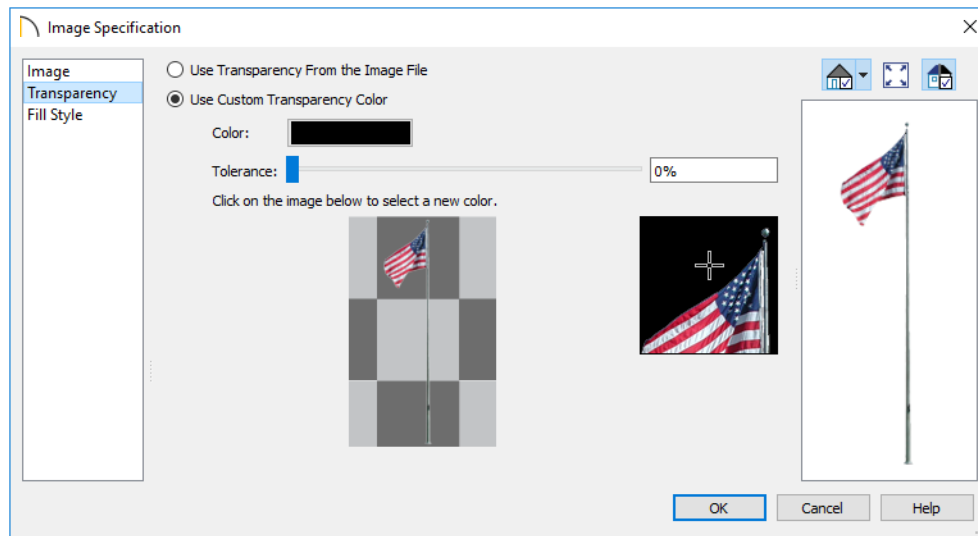 Image Specification
Image
Transparency
Fill Style
Use Transparency From the Image File
Use Custom Transparency Color
Color:
Tolerance:
0%
Click on the image below to select a new color.
OK
Cancel
Help